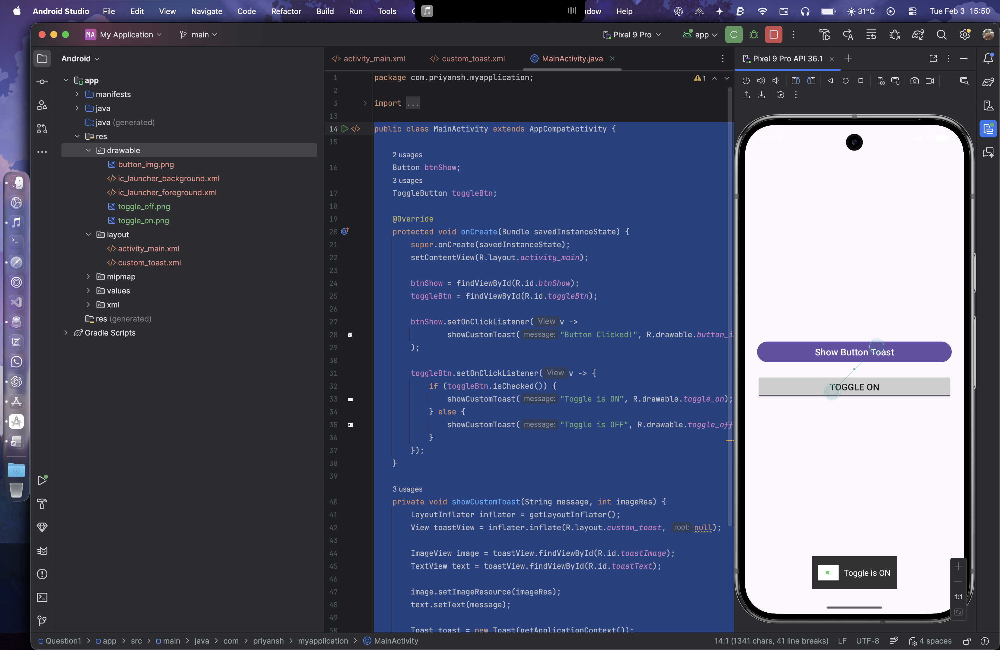 Android Studio File Edit View Navigate Code Refactor Build Run Tools dow Help 31°C Tue Feb 3 15:50
MA My Application main Pixel 9 Pro app
Android
app
manifests
java
java (generated)
res
drawable
button_img.png
ic_launcher_background.xml
ic_launcher_foreground.xml
toggle_off.png
toggle_on.png
layout
activity_main.xml
custom_toast.xml
mipmap
values
xml
res (generated)
Gradle Scripts
activity_main.xml custom_toast.xml MainActivity.java
1 package com.priyansh.myapplication; 1
2
3 import ...
13
14 public class MainActivity extends AppCompatActivity {
15
2 usages
16 Button btnShow;
3 usages
17 ToggleButton toggleBtn;
18
19 @Override
20 protected void onCreate(Bundle savedInstanceState) {
21 super.onCreate(savedInstanceState);
22 setContentView(R.layout.activity_main);
23
24 btnShow = findViewById(R.id.btnShow);
25 toggleBtn = findViewById(R.id.toggleBtn);
26
27 btnShow.setOnClickListener( View v ->
28 showCustomToast( message: "Button Clicked!", R.drawable.button_i
29 );
30
31 toggleBtn.setOnClickListener( View v -> {
32 if (toggleBtn.isChecked()) {
33 showCustomToast( message: "Toggle is ON", R.drawable.toggle_on);
34 } else {
35 showCustomToast( message: "Toggle is OFF", R.drawable.toggle_off
36 }
37 });
38 }
39
3 usages
40 private void showCustomToast(String message, int imageRes) {
41 LayoutInflater inflater = getLayoutInflater();
42 View toastView = inflater.inflate(R.layout.custom_toast, root: null);
43
44 ImageView image = toastView.findViewById(R.id.toastImage);
45 TextView text = toastView.findViewById(R.id.toastText);
46
47 image.setImageResource(imageRes);
48 text.setText(message);
49
50 Toast toast = new Toast(getApplicationContext());
Pixel 9 Pro API 36.1
Show Button Toast
TOGGLE ON
Toggle is ON
1:1
Question1 > app > src > main > java > com > priyansh > myapplication > MainActivity
14:1 (1341 chars, 41 line breaks) LF UTF-8 4 spaces